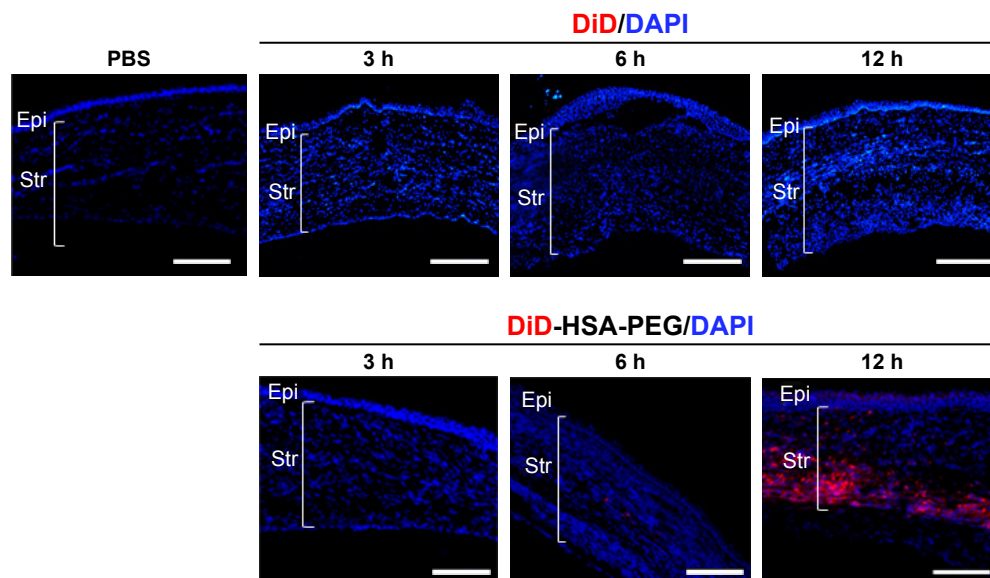 DiD/DAPI
PBS 3 h 6 h 12 h
Epi Epi Epi Epi
Str Str Str Str
DiD-HSA-PEG/DAPI
3 h 6 h 12 h
Epi Epi Epi
Str Str Str